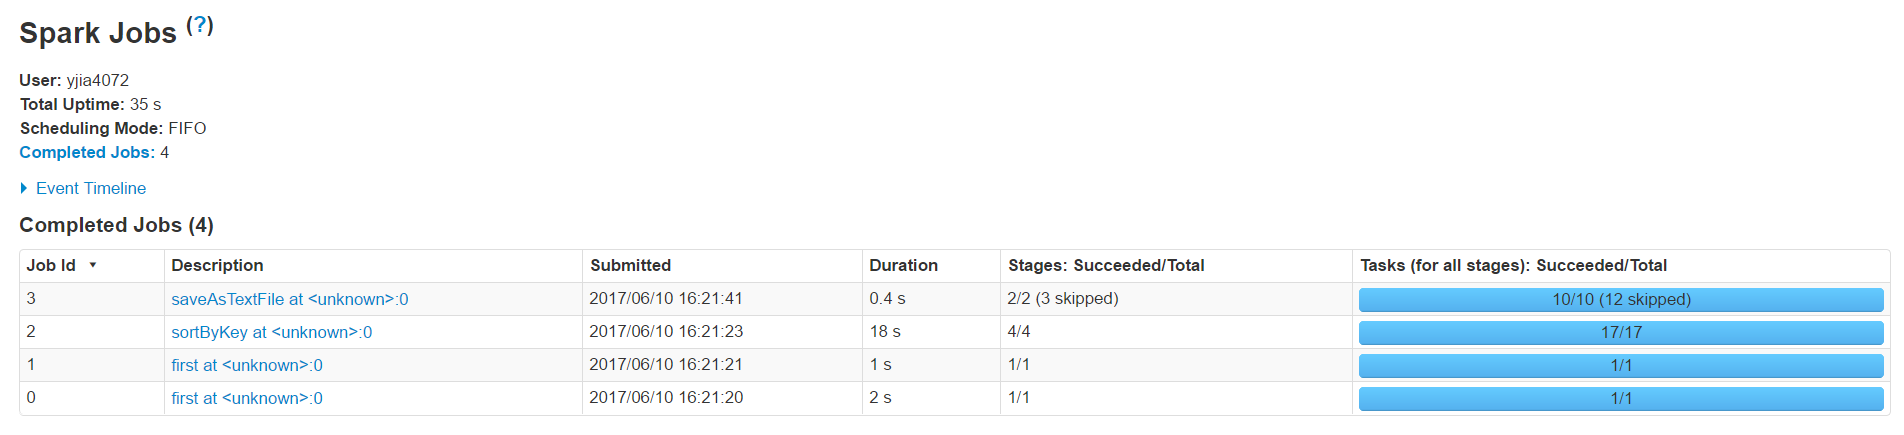 Spark Jobs (?)
User: yjia4072
Total Uptime: 35 s
Scheduling Mode: FIFO
Completed Jobs: 4
Event Timeline
Completed Jobs (4)
Job Id ▾ Description Submitted Duration Stages: Succeeded/Total Tasks (for all stages): Succeeded/Total
3 saveAsTextFile at <unknown>:0 2017/06/10 16:21:41 0.4 s 2/2 (3 skipped) 10/10 (12 skipped)
2 sortByKey at <unknown>:0 2017/06/10 16:21:23 18 s 4/4 17/17
1 first at <unknown>:0 2017/06/10 16:21:21 1 s 1/1 1/1
0 first at <unknown>:0 2017/06/10 16:21:20 2 s 1/1 1/1